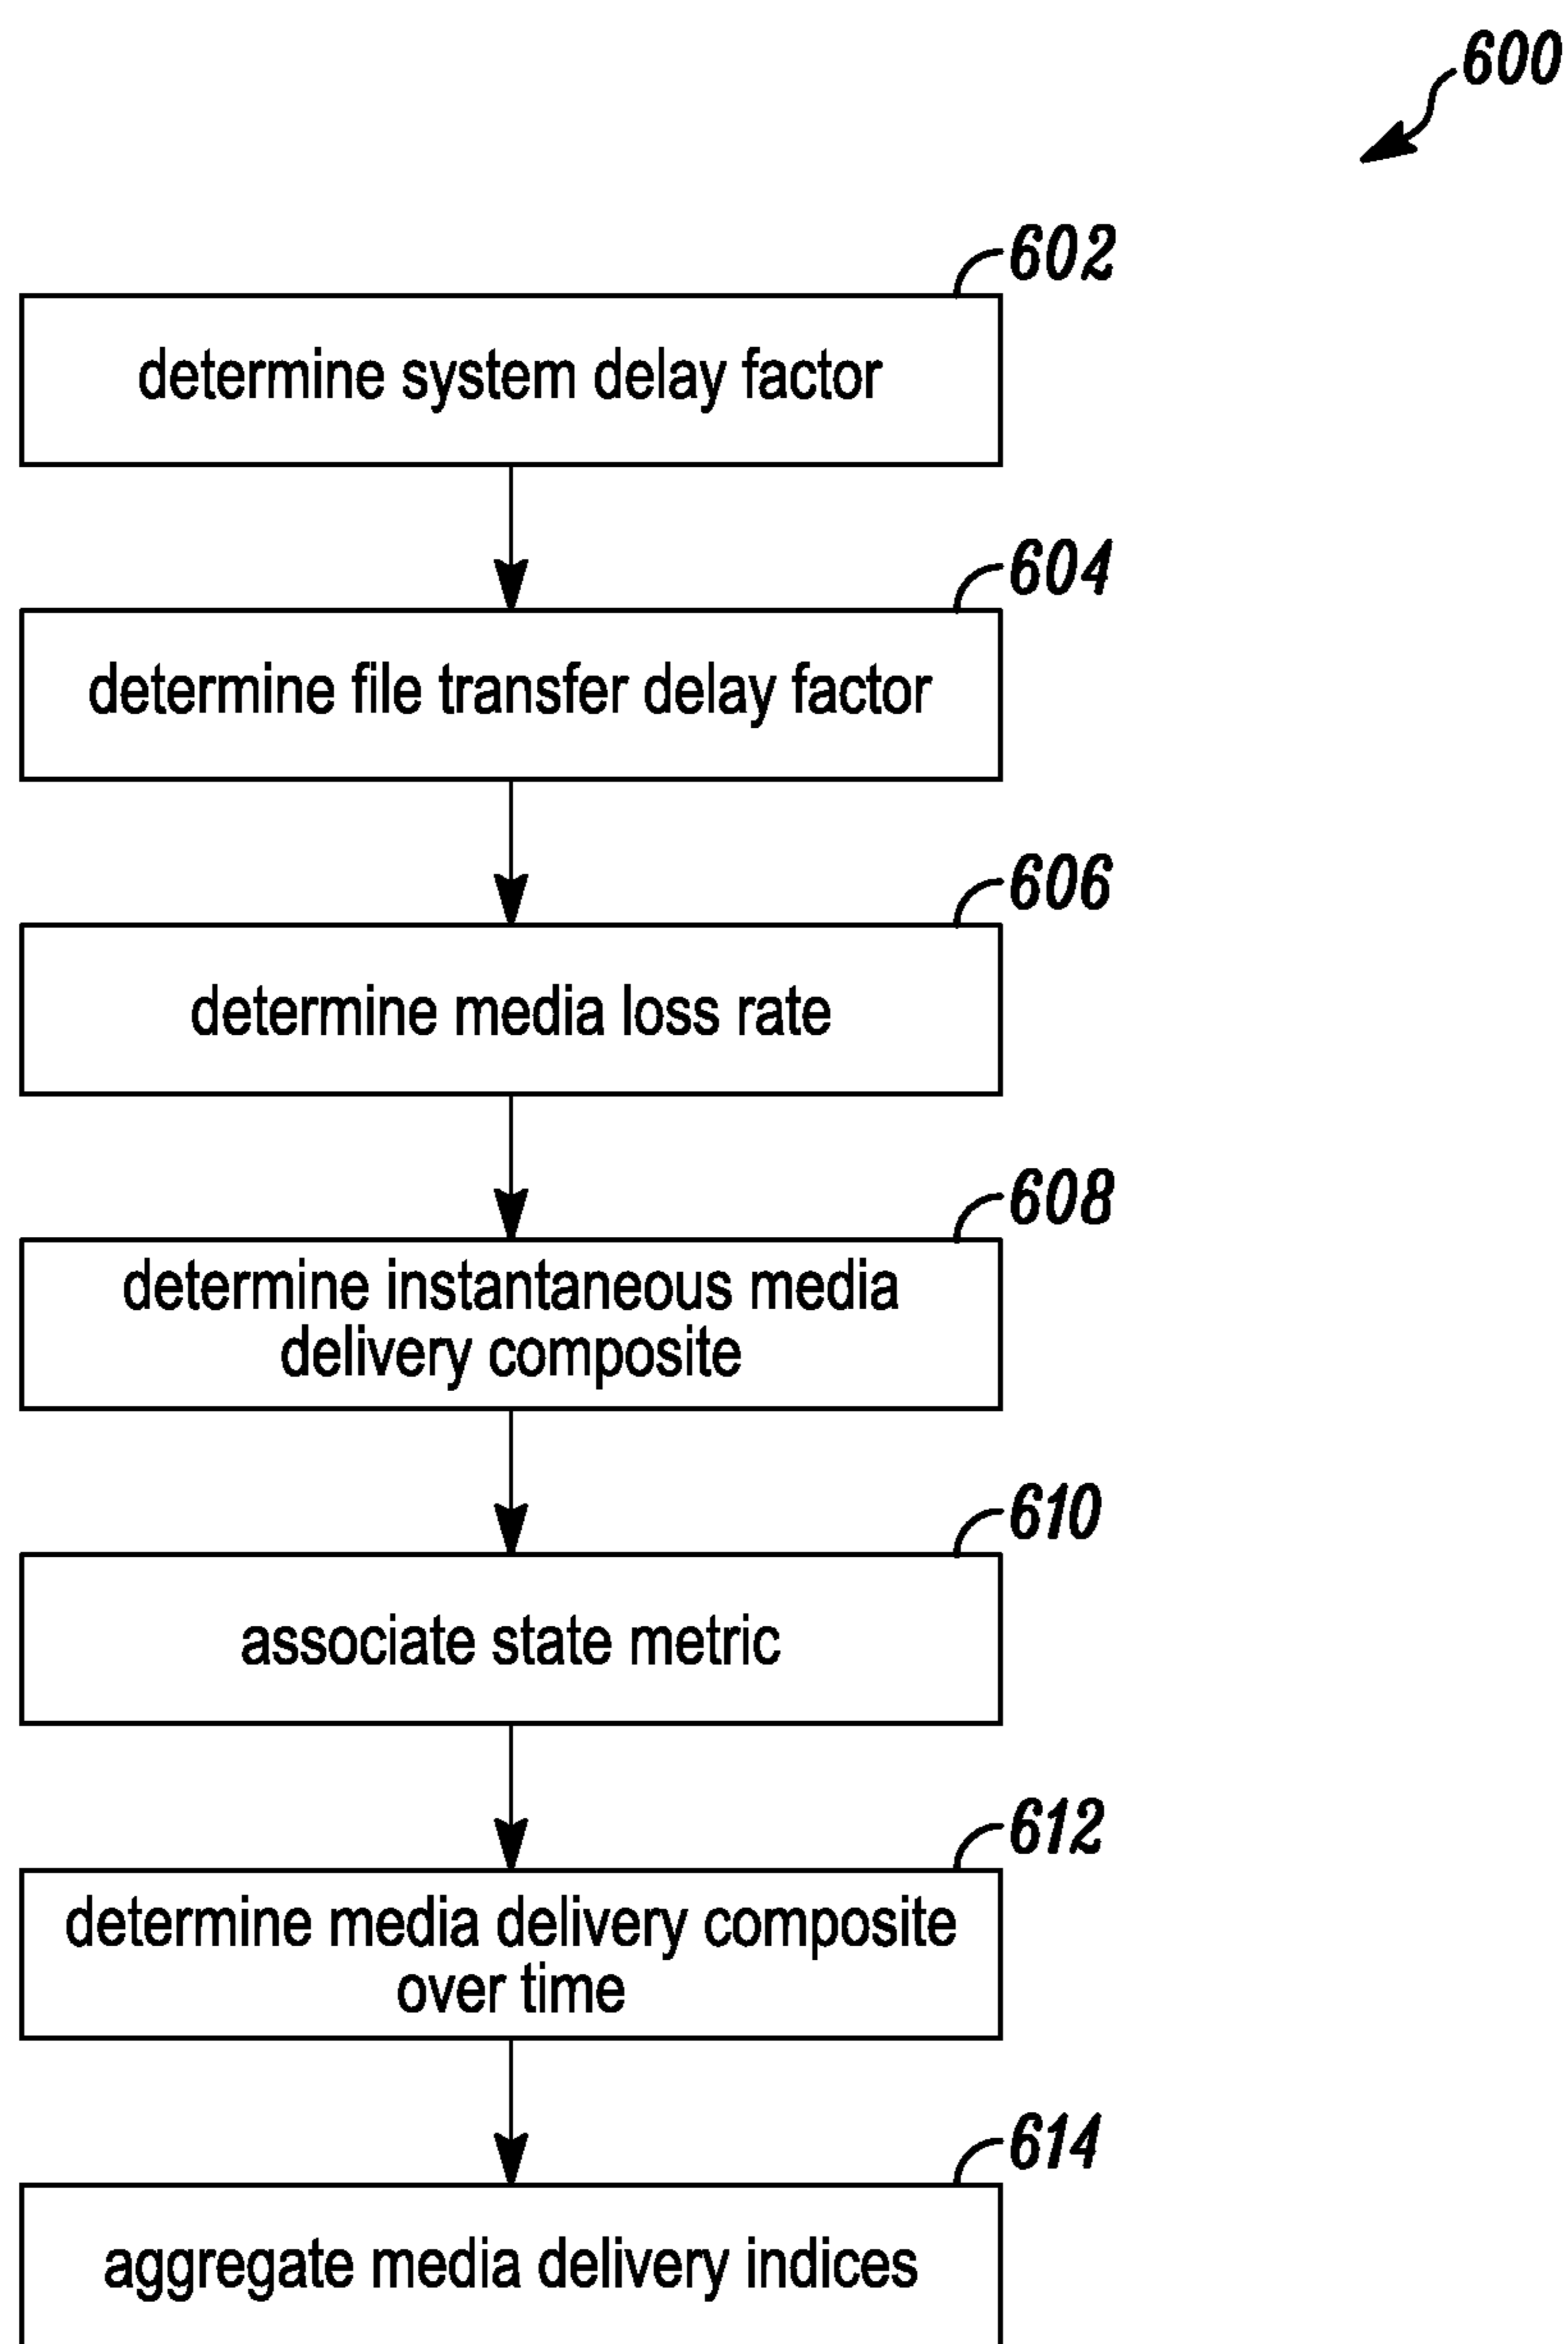 600
602
determine system delay factor
604
determine file transfer delay factor
606
determine media loss rate
608
determine instantaneous media
delivery composite
610
associate state metric
612
determine media delivery composite
over time
614
aggregate media delivery indices